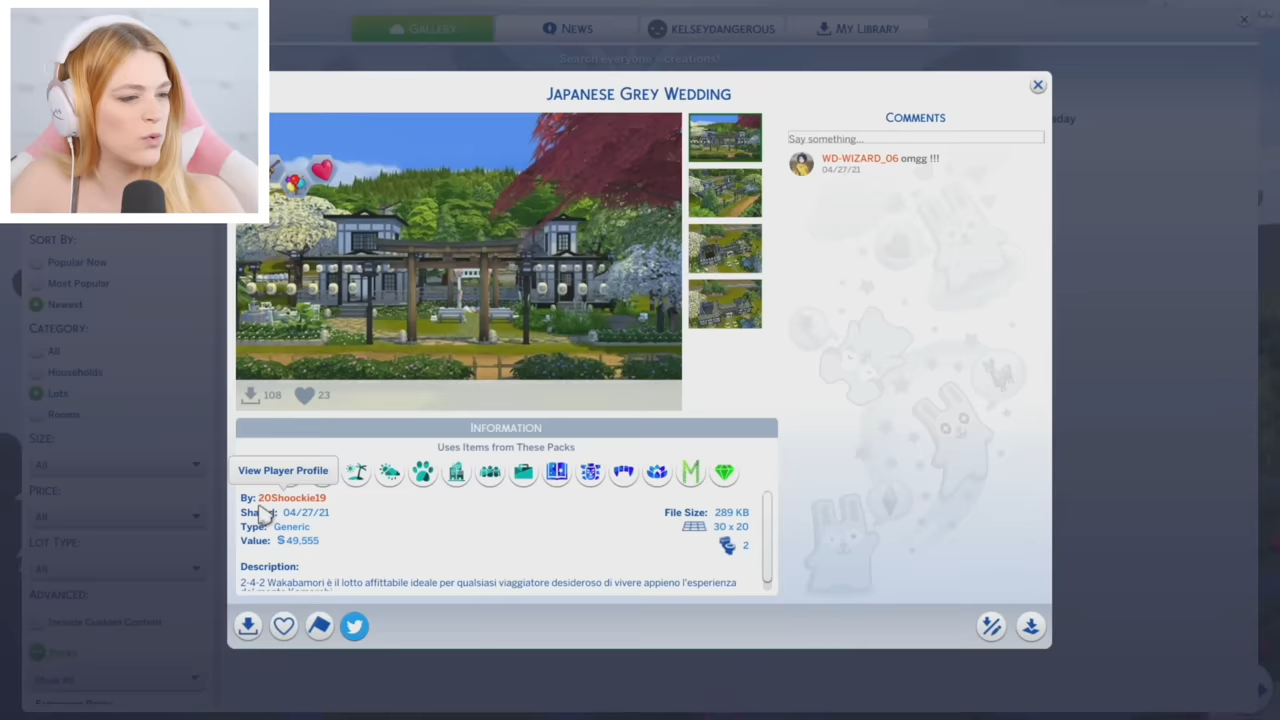 GALLERY
NEWS
KELSEYDANGEROUS
MY LIBRARY
Search everyone's creations!
JAPANESE GREY WEDDING
COMMENTS
Say something...
WD-WIZARD_06 omgg !!!
04/27/21
SORT BY:
Popular Now
Most Popular
Newest
CATEGORY:
All
Households
Lots
Rooms
SIZE:
All
PRICE:
All
LOT TYPE:
All
ADVANCED:
Include Custom Content
Packs
Show All
108
23
INFORMATION
Uses Items from These Packs
View Player Profile
By: 20Shoockie19
04/27/21
Type: Generic
Value: §49,555
File Size: 289 KB
30 x 20
2
Description:
2-4-2 Wakabamori è il lotto affittabile ideale per qualsiasi viaggiatore desideroso di vivere appieno l'esperienza